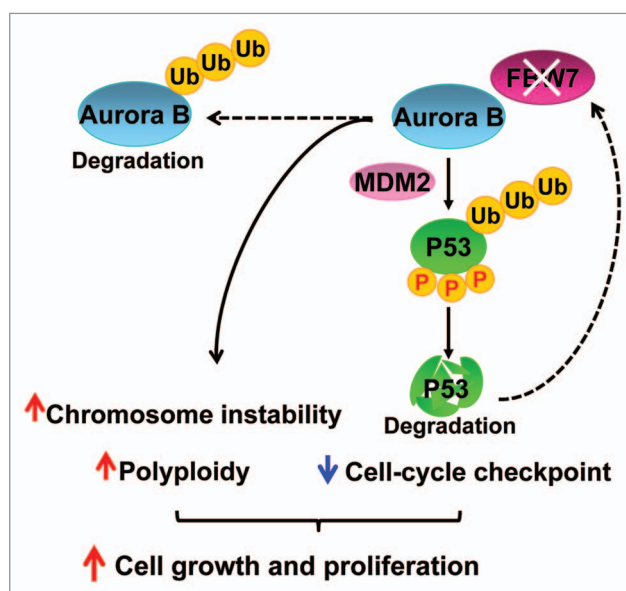 Ub Ub Ub
Aurora B
Degradation
Aurora B
FBW7
MDM2
Ub Ub Ub
P53
P P P
P53
Degradation
Chromosome instability
Polyploidy
Cell-cycle checkpoint
Cell growth and proliferation